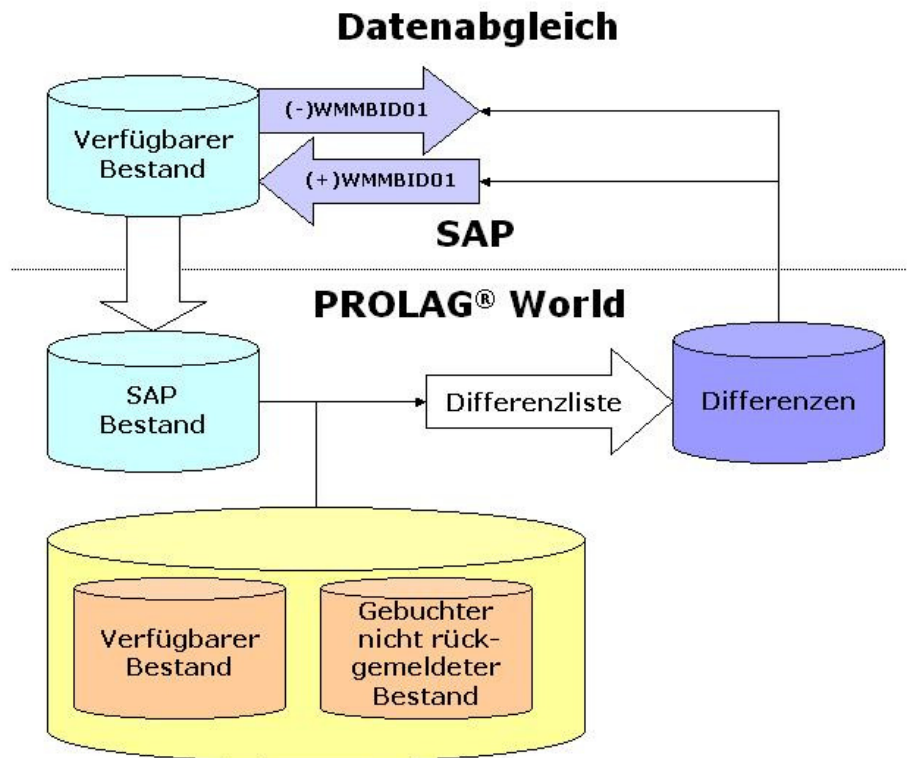 Datenabgleich
Verfügbarer
Bestand
(-)WMMBID01
(+)WMMBID01
SAP
PROLAG® World
SAP
Bestand
Differenzliste
Differenzen
Verfügbarer
Bestand
Gebuchter
nicht rück-
gemeldeter
Bestand